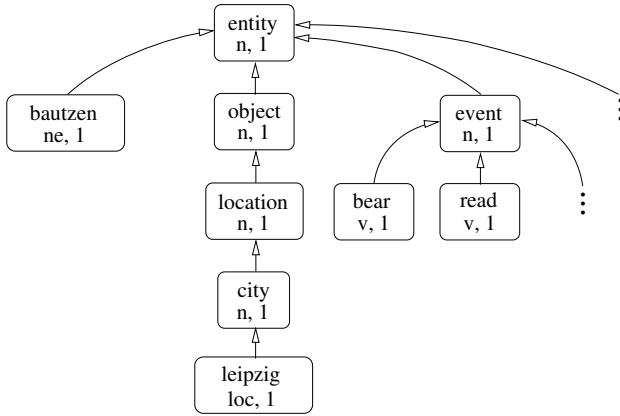 entity
n, 1
bautzen
ne, 1
object
n, 1
event
n, 1
location
n, 1
bear
v, 1
read
v, 1
city
n, 1
leipzig
loc, 1